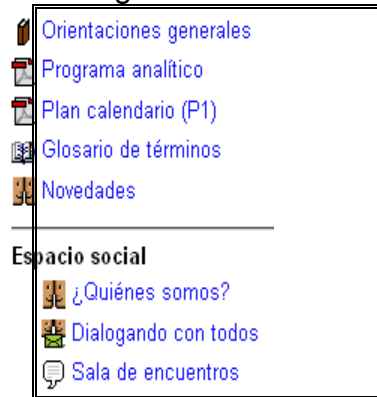 Orientaciones generales
Programa analítico
Plan calendario (P1)
Glosario de términos
Novedades
Espacio social
¿Quiénes somos?
Dialogando con todos
Sala de encuentros